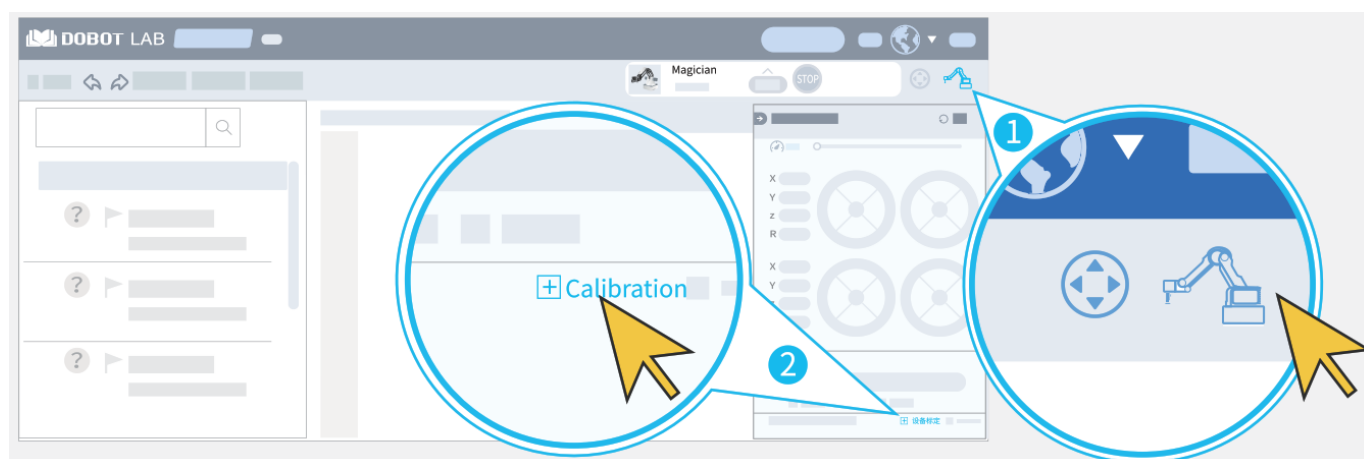 DOBOT LAB
Magician
STOP
1
X
Y
Z
R
X
Y
Calibration
2
设备标定
?
?
?